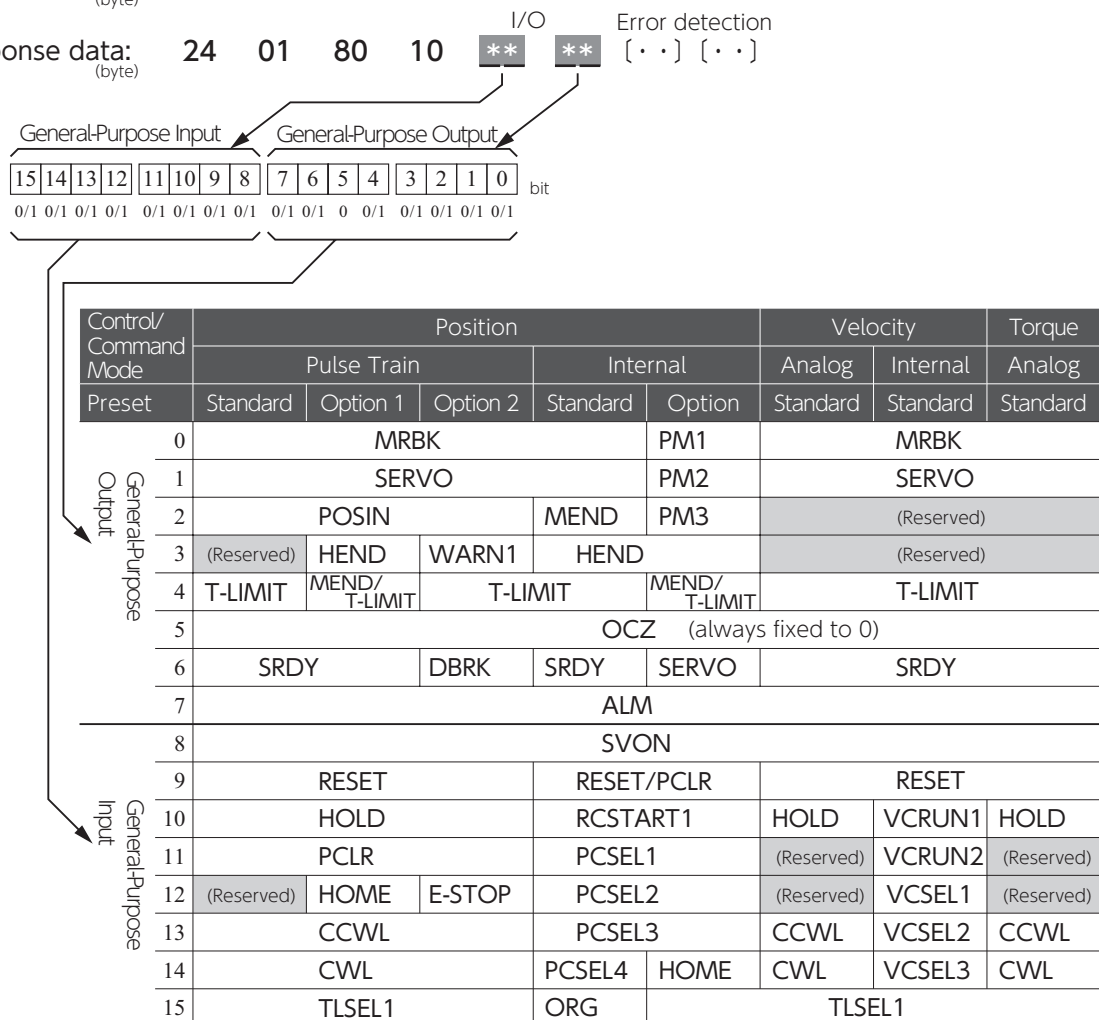 (byte)
I/O Error detection
ponse data: 24 01 80 10 ** ** [・・] [・・]
(byte)
General-Purpose Input General-Purpose Output
15 14 13 12 11 10 9 8 7 6 5 4 3 2 1 0 bit
0/1 0/1 0/1 0/1 0/1 0/1 0/1 0/1 0/1 0/1 0 0/1 0/1 0/1 0/1 0/1
Control/ Command Mode Position Velocity Torque
Pulse Train Internal Analog Internal Analog
Preset Standard Option 1 Option 2 Standard Option Standard Standard Standard
General-Purpose Output
0 MRBK PM1 MRBK
1 SERVO PM2 SERVO
2 POSIN MEND PM3 (Reserved)
3 (Reserved) HEND WARN1 HEND (Reserved)
4 T-LIMIT MEND/T-LIMIT T-LIMIT MEND/T-LIMIT T-LIMIT
5 OCZ (always fixed to 0)
6 SRDY DBRK SRDY SERVO SRDY
7 ALM
General-Purpose Input
8 SVON
9 RESET RESET/PCLR RESET
10 HOLD RCSTART1 HOLD VCRUN1 HOLD
11 PCLR PCSEL1 (Reserved) VCRUN2 (Reserved)
12 (Reserved) HOME E-STOP PCSEL2 (Reserved) VCSEL1 (Reserved)
13 CCWL PCSEL3 CCWL VCSEL2 CCWL
14 CWL PCSEL4 HOME CWL VCSEL3 CWL
15 TLSEL1 ORG TLSEL1